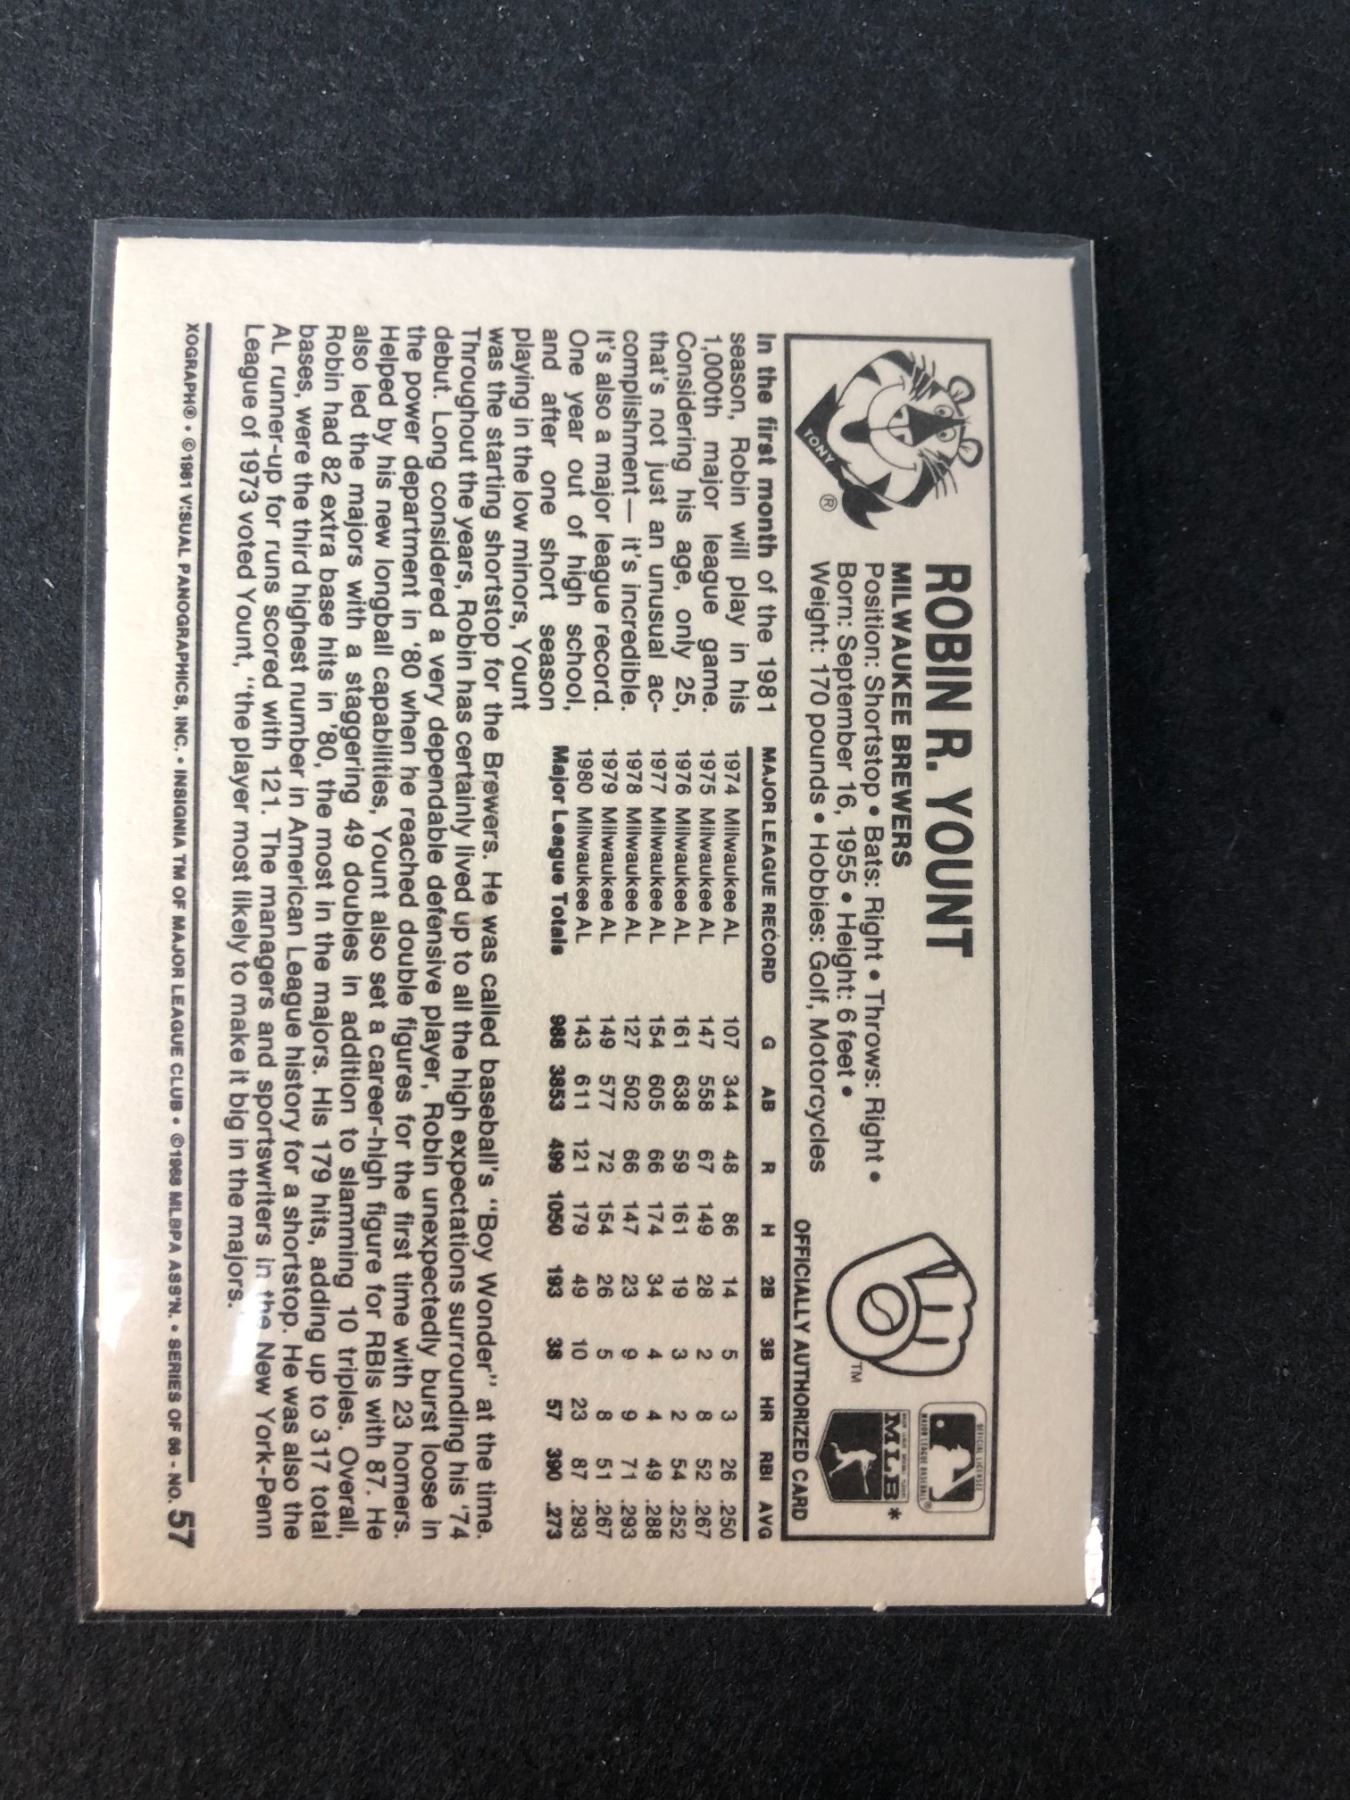 TONY ®
ROBIN R. YOUNT
MILWAUKEE BREWERS
Position: Shortstop • Bats: Right • Throws: Right •
Born: September 16, 1955 • Height: 6 feet •
Weight: 170 pounds • Hobbies: Golf, Motorcycles
TM
MLB*
OFFICIALLY AUTHORIZED CARD
In the first month of the 1981
season, Robin will play in his
1,000th major league game.
Considering his age, only 25,
that's not just an unusual ac-
complishment— it's incredible.
It's also a major league record.
One year out of high school,
and after one short season
playing in the low minors, Yount
MAJOR LEAGUE RECORD G AB R H 2B 3B HR RBI AVG
1974 Milwaukee AL 107 344 48 86 14 5 3 26 .250
1975 Milwaukee AL 147 558 67 149 28 2 8 52 .267
1976 Milwaukee AL 161 638 59 161 19 3 2 54 .252
1977 Milwaukee AL 154 605 66 174 34 4 4 49 .288
1978 Milwaukee AL 127 502 66 147 23 9 9 71 .293
1979 Milwaukee AL 149 577 72 154 26 5 8 51 .267
1980 Milwaukee AL 143 611 121 179 49 10 23 87 .293
Major League Totals 988 3853 499 1050 193 38 57 390 .273
was the starting shortstop for the Brewers. He was called baseball's "Boy Wonder" at the time.
Throughout the years, Robin has certainly lived up to all the high expectations surrounding his '74
debut. Long considered a very dependable defensive player, Robin unexpectedly burst loose in
the power department in '80 when he reached double figures for the first time with 23 homers.
Helped by his new longball capabilities, Yount also set a career-high figure for RBIs with 87. He
also led the majors with a staggering 49 doubles in addition to slamming 10 triples. Overall,
Robin had 82 extra base hits in '80, the most in the majors. His 179 hits, adding up to 317 total
bases, were the third highest number in American League history for a shortstop. He was also the
AL runner-up for runs scored with 121. The managers and sportswriters in the New York-Penn
League of 1973 voted Yount, "the player most likely to make it big in the majors."
XOGRAPH® • ©1981 VISUAL PANOGRAPHICS, INC. • INSIGNIA TM OF MAJOR LEAGUE CLUB • ©1968 MLBPA ASS'N. • SERIES OF 66 - NO. 57